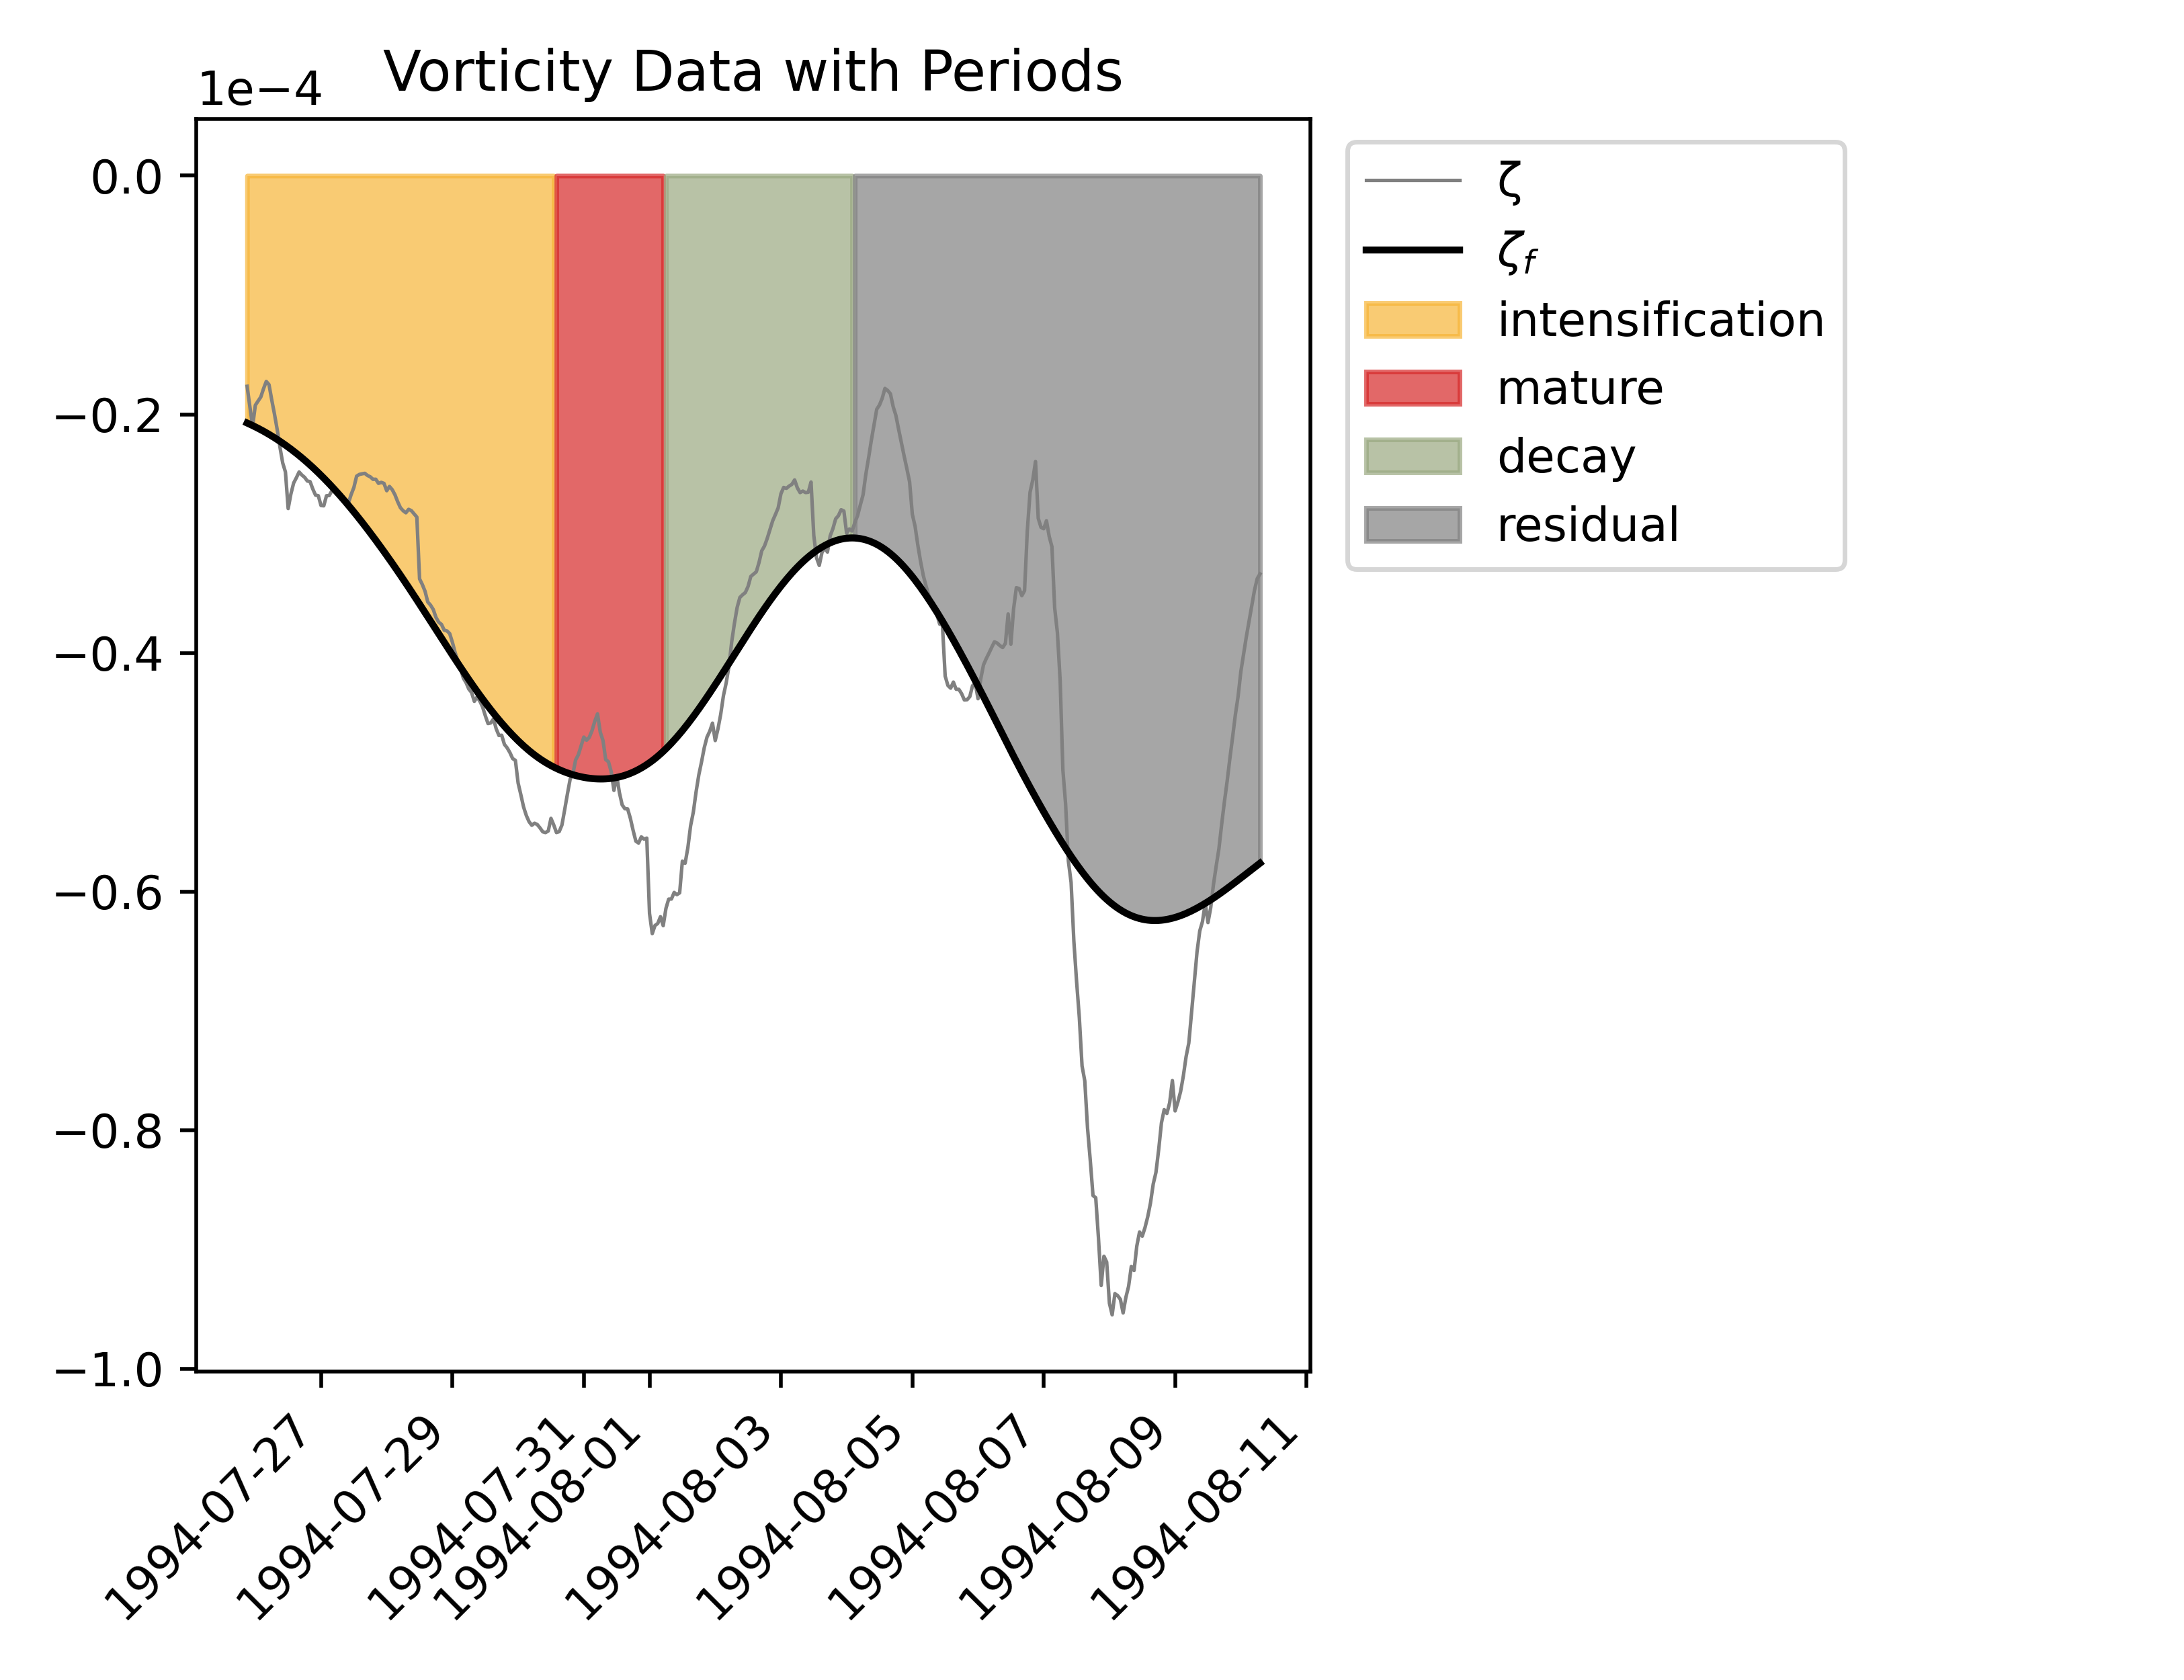 Vorticity Data with Periods
1e−4
0.0
−0.2
−0.4
−0.6
−0.8
−1.0
1994-07-27
1994-07-29
1994-07-31
1994-08-01
1994-08-03
1994-08-05
1994-08-07
1994-08-09
1994-08-11
ζ
ζf
intensification
mature
decay
residual